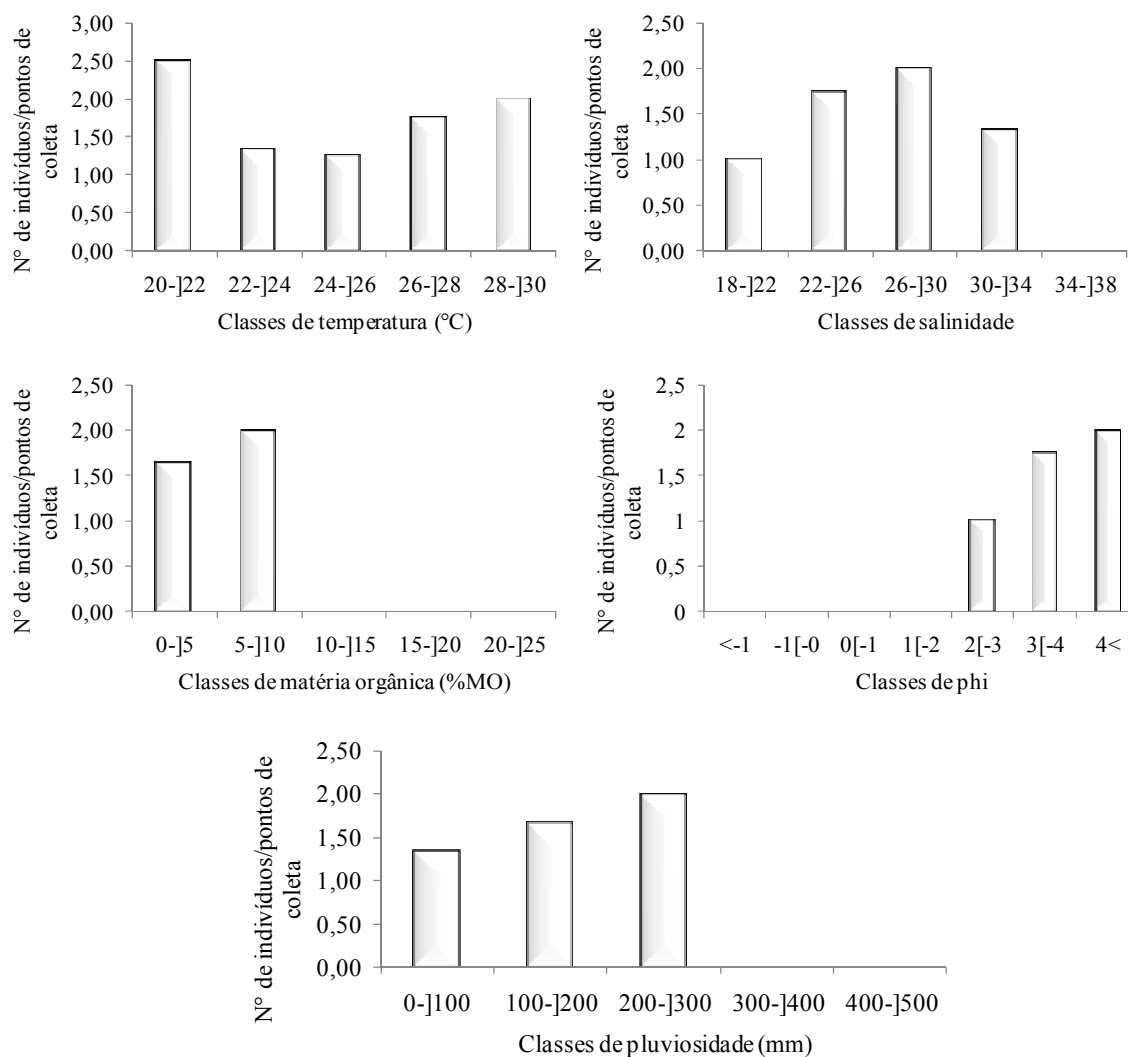 N° de indivíduos/pontos de
coleta
3,00
2,50
2,00
1,50
1,00
0,50
0,00
20-]22 22-]24 24-]26 26-]28 28-]30
Classes de temperatura (°C)
N° de indivíduos/pontos de
coleta
2,50
2,00
1,50
1,00
0,50
0,00
18-]22 22-]26 26-]30 30-]34 34-]38
Classes de salinidade
N° de indivíduos/pontos de
coleta
2,50
2,00
1,50
1,00
0,50
0,00
0-]5 5-]10 10-]15 15-]20 20-]25
Classes de matéria orgânica (%MO)
N° de indivíduos/pontos de
coleta
2,5
2
1,5
1
0,5
0
<-1 -1[-0 0[-1 1[-2 2[-3 3[-4 4<
Classes de phi
N° de indivíduos/pontos de
coleta
2,50
2,00
1,50
1,00
0,50
0,00
0-]100 100-]200 200-]300 300-]400 400-]500
Classes de pluviosidade (mm)